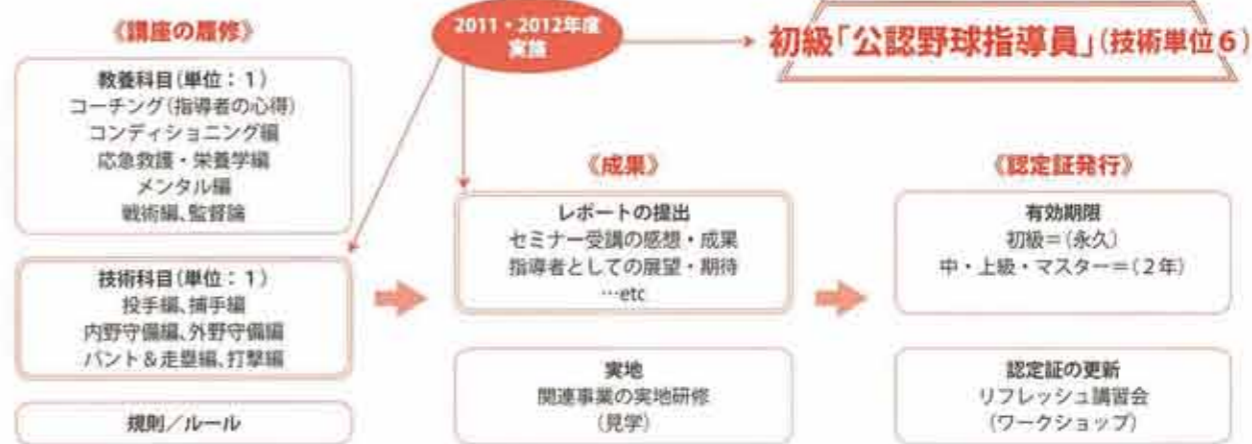 2011・2012年度
実施
初級「公認野球指導員」(技術単位6)
《講座の履修》
教養科目(単位：1)
コーチング(指導者の心得)
コンディショニング編
応急救護・栄養学編
メンタル編
戦術編、監督論
技術科目(単位：1)
投手編、捕手編
内野守備編、外野守備編
バント＆走塁編、打撃編
規則／ルール
《成果》
レポートの提出
セミナー受講の感想・成果
指導者としての展望・期待
…etc
実地
関連事業の実地研修
(見学)
《認定証発行》
有効期限
初級＝(永久)
中・上級・マスター＝(2年)
認定証の更新
リフレッシュ講習会
(ワークショップ)